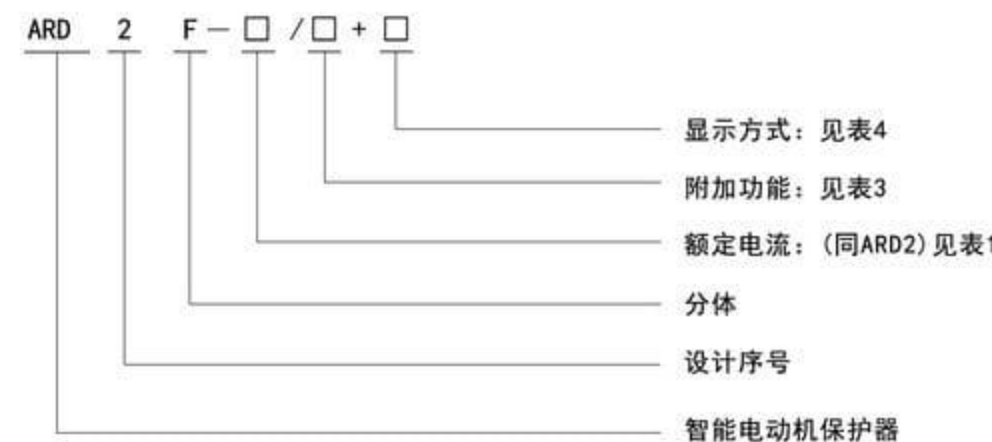 ARD 2 F－□ /□ + □
显示方式：见表4
附加功能：见表3
额定电流：(同ARD2)见表1
分体
设计序号
智能电动机保护器